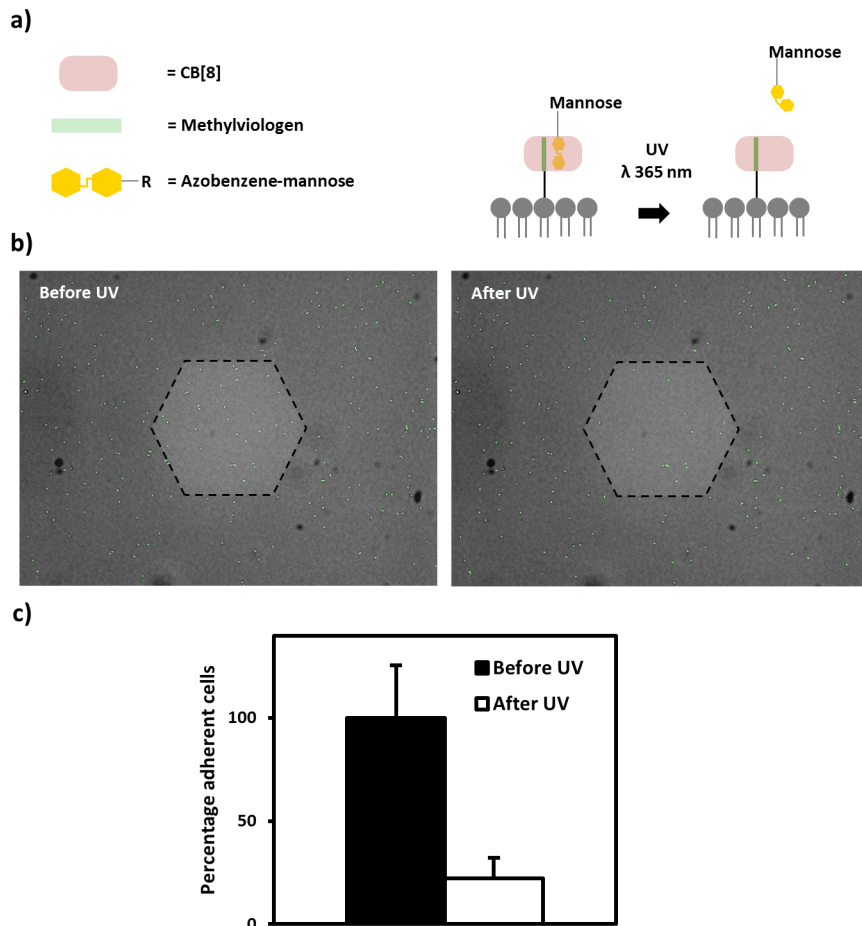 a)
= CB[8]
= Methylviologen
R = Azobenzene-mannose
Mannose
Mannose
UV
λ 365 nm
b)
Before UV
After UV
c)
Percentage adherent cells
100
50
0
Before UV
After UV